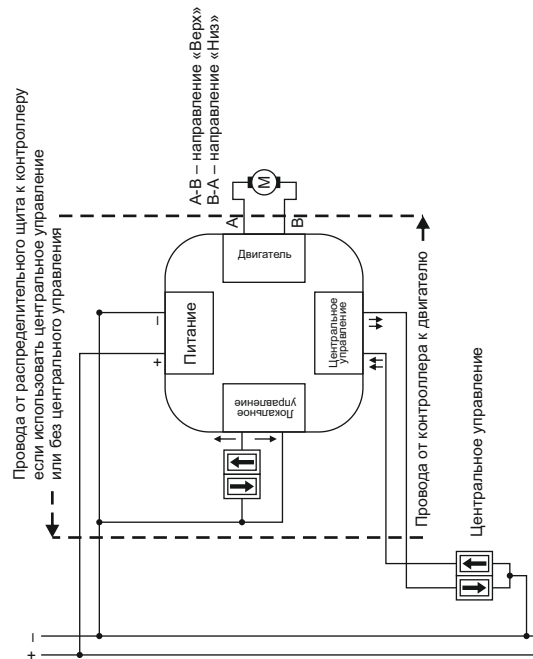 Провода от распределительного щита к контроллеру
если использовать центральное управление
или без центрального управления
А-В – направление «Верх»
В-А – направление «Низ»
+
–
Питание
Двигатель
А
В
М
Локальное
управление
Центральное
управление
Провода от контроллера к двигателю
Центральное управление
+
–